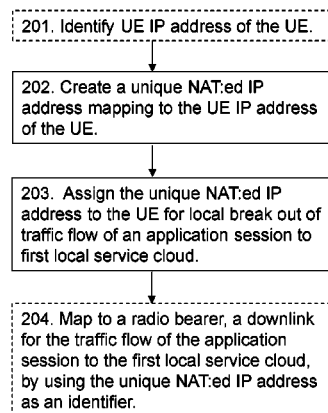 201. Identify UE IP address of the UE.
202. Create a unique NAT:ed IP
address mapping to the UE IP address
of the UE.
203. Assign the unique NAT:ed IP
address to the UE for local break out of
traffic flow of an application session to
first local service cloud.
204. Map to a radio bearer, a downlink
for the traffic flow of the application
session to the first local service cloud,
by using the unique NAT:ed IP address
as an identifier.